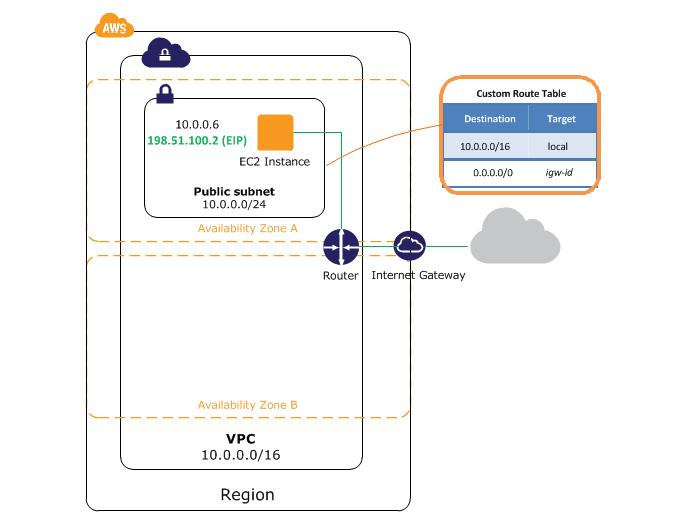 AWS
Custom Route Table
Destination Target
10.0.0.0/16 local
0.0.0.0/0 igw-id
10.0.0.6
198.51.100.2 (EIP)
EC2 Instance
Public subnet
10.0.0.0/24
Availability Zone A
Router
Internet Gateway
Availability Zone B
VPC
10.0.0.0/16
Region